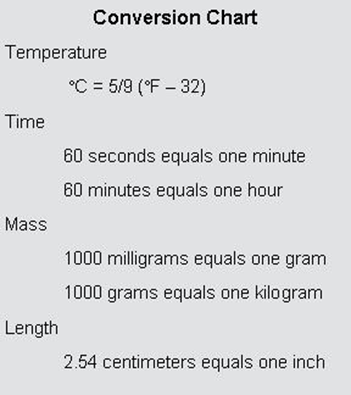 Conversion Chart
Temperature
°C = 5/9 (°F – 32)
Time
60 seconds equals one minute
60 minutes equals one hour
Mass
1000 milligrams equals one gram
1000 grams equals one kilogram
Length
2.54 centimeters equals one inch